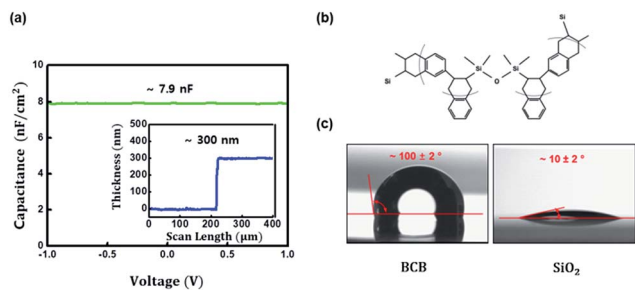 (a)
10
8
6
4
2
0
Capacitance (nF/cm²)
~ 7.9 nF
Thickness (nm)
400
300
200
100
0
~ 300 nm
0 100 200 300 400
Scan Length (μm)
-1.0 -0.5 0.0 0.5 1.0
Voltage (V)
(b)
Si
Si
Si
O
Si
(c)
~ 100 ± 2 °
~ 10 ± 2 °
BCB
SiO₂